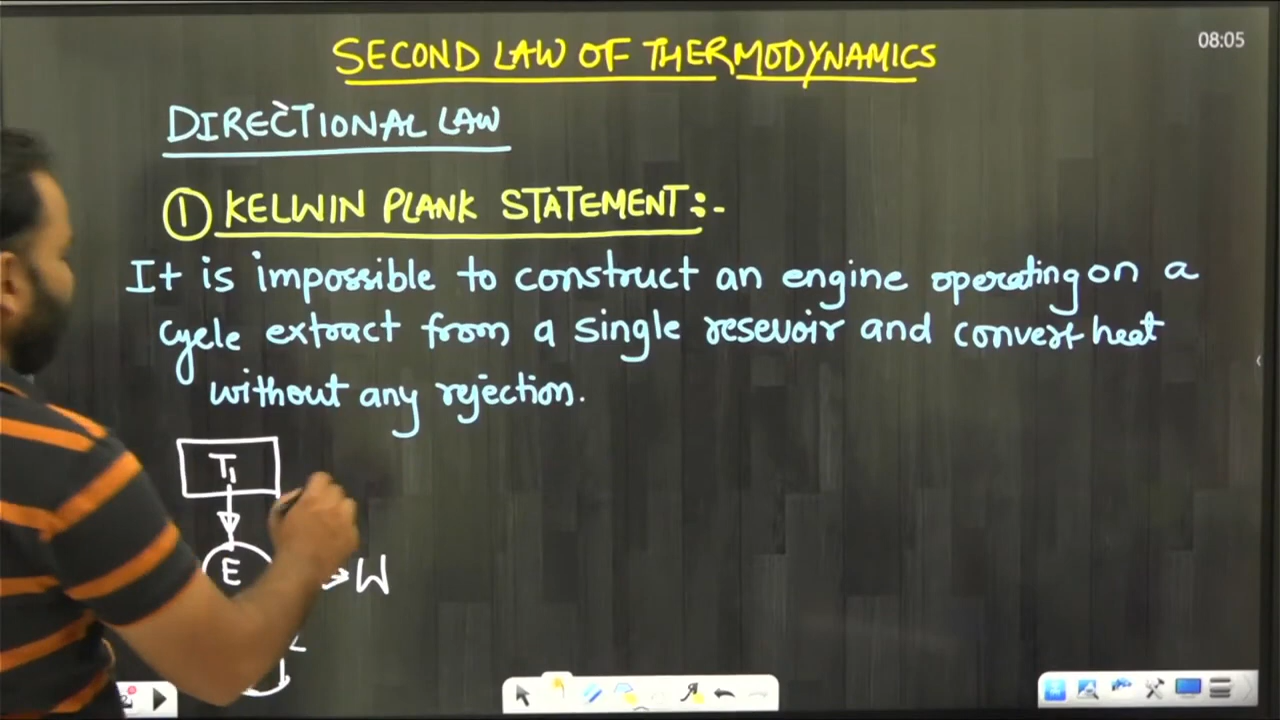 SECOND LAW OF THERMODYNAMICS
08:05
DIRECTIONAL LAW
① KELWIN PLANK STATEMENT:-
It is impossible to construct an engine operating on a
cycle extract from a single resevoir and convert heat
without any rejection.
T₁
E
W